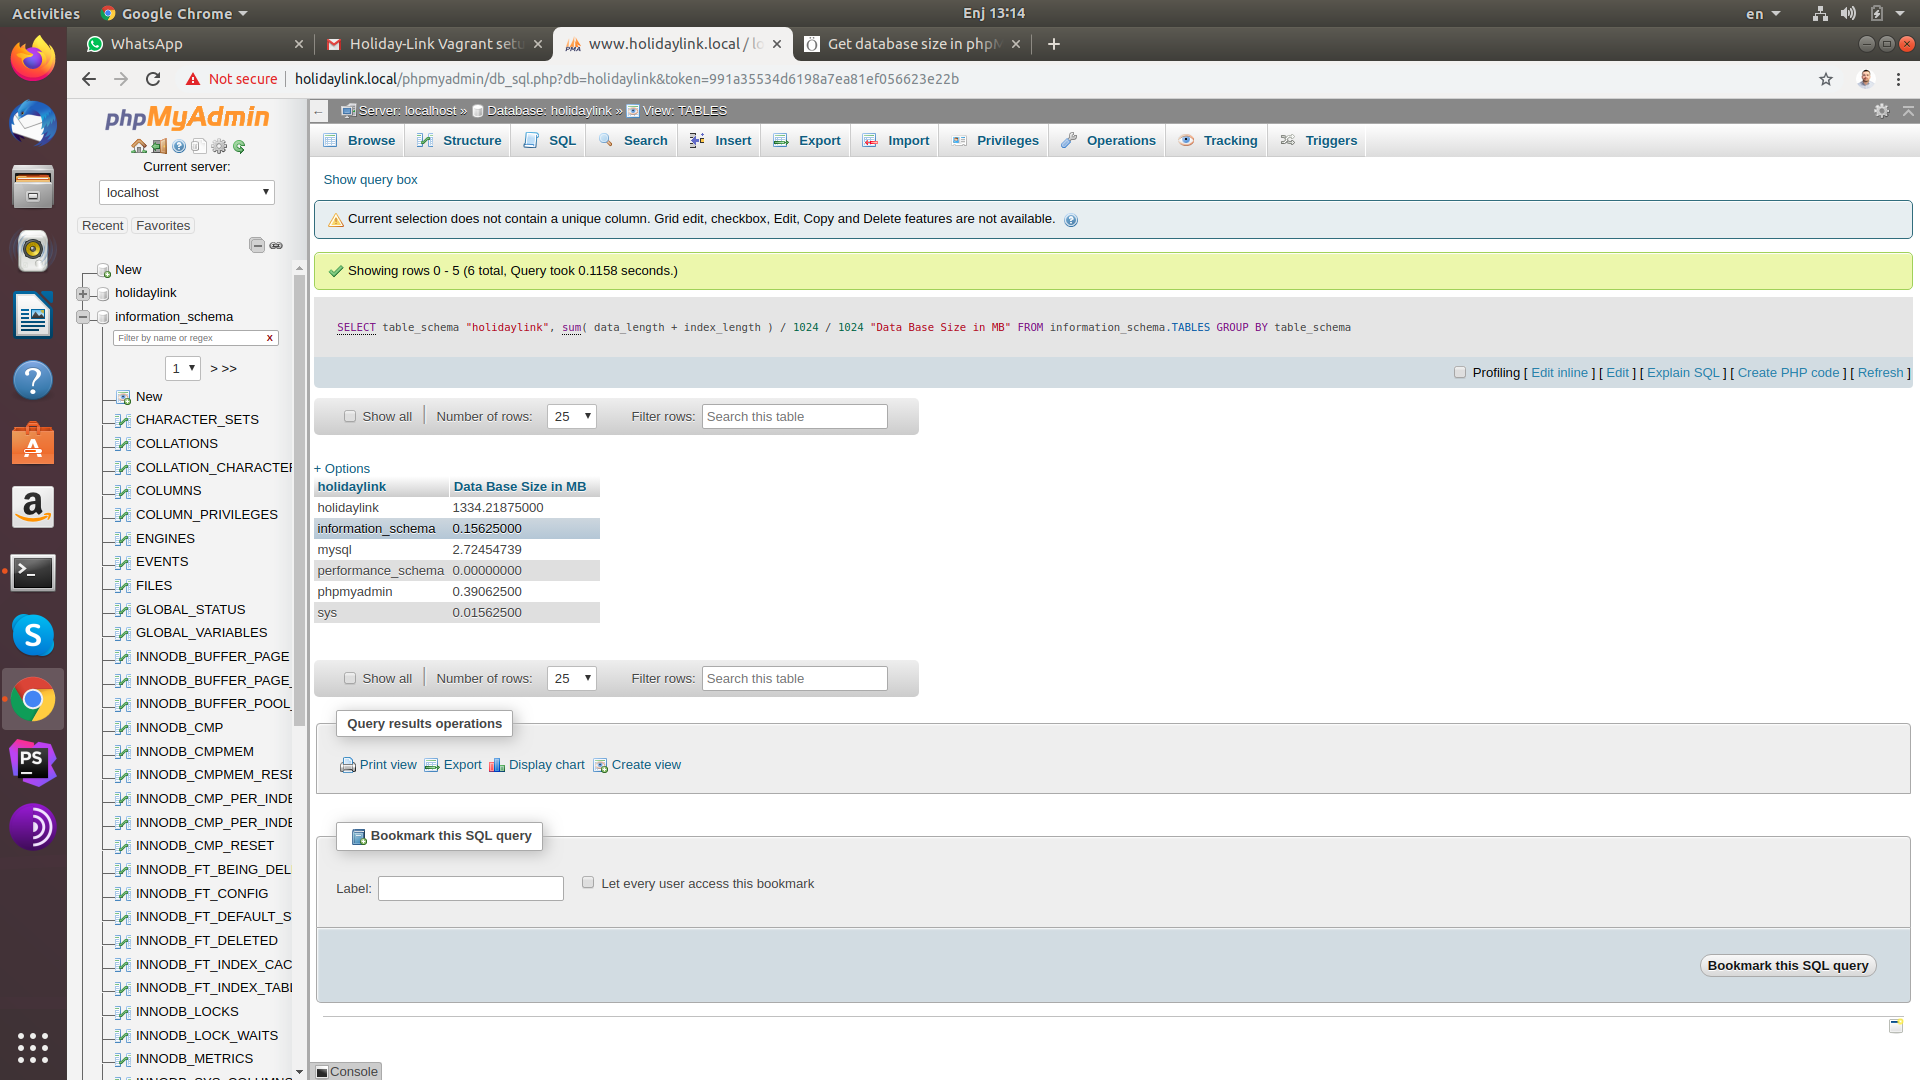 Activities
Google Chrome
Enj 13:14
en
WhatsApp
Holiday-Link Vagrant setu
www.holidaylink.local / lo
Get database size in phpM
Not secure
holidaylink.local/phpmyadmin/db_sql.php?db=holidaylink&token=991a35534d6198a7ea81ef056623e22b
phpMyAdmin
Current server:
localhost
Recent
Favorites
New
holidaylink
information_schema
Filter by name or regex
X
1
> >>
New
CHARACTER_SETS
COLLATIONS
COLLATION_CHARACTER
COLUMNS
COLUMN_PRIVILEGES
ENGINES
EVENTS
FILES
GLOBAL_STATUS
GLOBAL_VARIABLES
INNODB_BUFFER_PAGE
INNODB_BUFFER_PAGE_
INNODB_BUFFER_POOL_
INNODB_CMP
INNODB_CMPMEM
INNODB_CMPMEM_RESE
INNODB_CMP_PER_INDE
INNODB_CMP_PER_INDE
INNODB_CMP_RESET
INNODB_FT_BEING_DEL
INNODB_FT_CONFIG
INNODB_FT_DEFAULT_S
INNODB_FT_DELETED
INNODB_FT_INDEX_CAC
INNODB_FT_INDEX_TABL
INNODB_LOCKS
INNODB_LOCK_WAITS
INNODB_METRICS
Server: localhost » Database: holidaylink » View: TABLES
Browse
Structure
SQL
Search
Insert
Export
Import
Privileges
Operations
Tracking
Triggers
Show query box
Current selection does not contain a unique column. Grid edit, checkbox, Edit, Copy and Delete features are not available.
Showing rows 0 - 5 (6 total, Query took 0.1158 seconds.)
SELECT table_schema "holidaylink", sum( data_length + index_length ) / 1024 / 1024 "Data Base Size in MB" FROM information_schema.TABLES GROUP BY table_schema
Profiling [ Edit inline ] [ Edit ] [ Explain SQL ] [ Create PHP code ] [ Refresh ]
Show all
Number of rows:
25
Filter rows:
Search this table
+ Options
holidaylink Data Base Size in MB
holidaylink 1334.21875000
information_schema 0.15625000
mysql 2.72454739
performance_schema 0.00000000
phpmyadmin 0.39062500
sys 0.01562500
Show all
Number of rows:
25
Filter rows:
Search this table
Query results operations
Print view
Export
Display chart
Create view
Bookmark this SQL query
Label:
Let every user access this bookmark
Bookmark this SQL query
Console